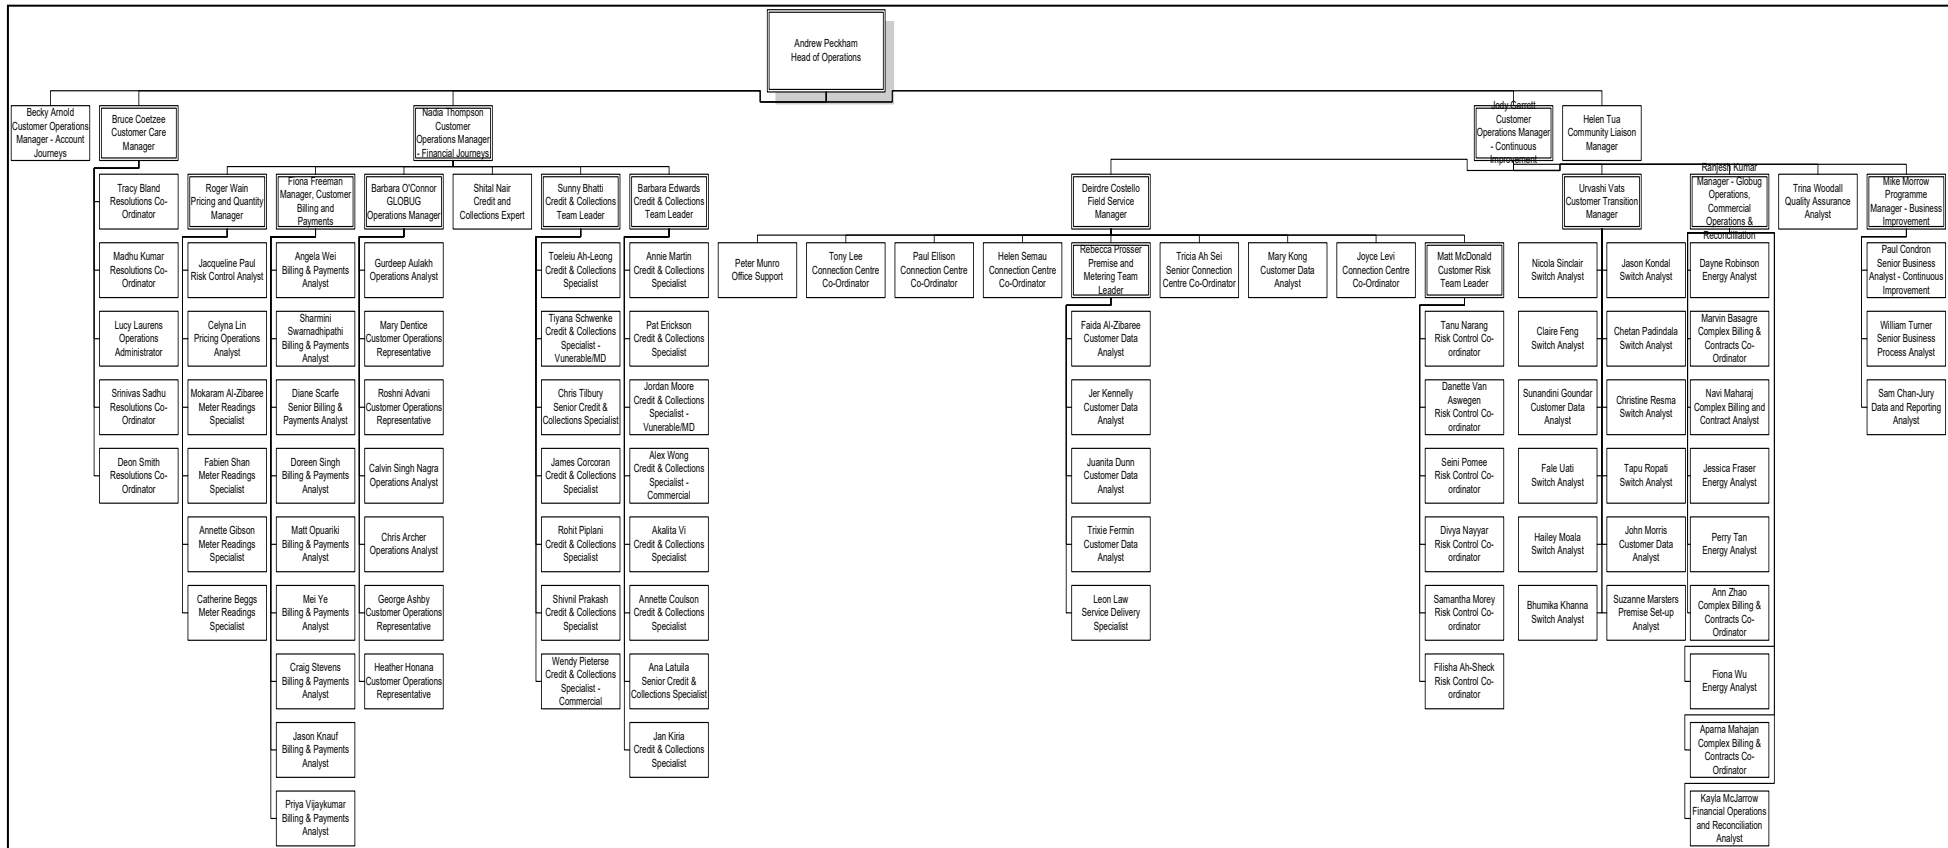 Andrew Peckham
Head of Operations
Becky Arnold
Customer Operations
Manager - Account
Journeys
Bruce Coetzee
Customer Care
Manager
Nadia Thompson
Customer
Operations Manager
- Financial Journeys
Jody Garrett
Customer
Operations Manager
- Continuous
Improvement
Helen Tua
Community Liaison
Manager
Tracy Bland
Resolutions Co-
Ordinator
Madhu Kumar
Resolutions Co-
Ordinator
Lucy Laurens
Operations
Administrator
Srinivas Sadhu
Resolutions Co-
Ordinator
Deon Smith
Resolutions Co-
Ordinator
Roger Wain
Pricing and Quantity
Manager
Jacqueline Paul
Risk Control Analyst
Celyna Lin
Pricing Operations
Analyst
Mokaram Al-Zibaree
Meter Readings
Specialist
Fabien Shan
Meter Readings
Specialist
Annette Gibson
Meter Readings
Specialist
Catherine Beggs
Meter Readings
Specialist
Fiona Freeman
Manager, Customer
Billing and
Payments
Angela Wei
Billing & Payments
Analyst
Sharmini
Swarnadhipathi
Billing & Payments
Analyst
Diane Scarfe
Senior Billing &
Payments Analyst
Doreen Singh
Billing & Payments
Analyst
Matt Opuariki
Billing & Payments
Analyst
Mei Ye
Billing & Payments
Analyst
Craig Stevens
Billing & Payments
Analyst
Jason Knauf
Billing & Payments
Analyst
Priya Vijaykumar
Billing & Payments
Analyst
Barbara O'Connor
GLOBUG
Operations Manager
Gurdeep Aulakh
Operations Analyst
Mary Dentice
Customer Operations
Representative
Roshni Advani
Customer Operations
Representative
Calvin Singh Nagra
Operations Analyst
Chris Archer
Operations Analyst
George Ashby
Customer Operations
Representative
Heather Honana
Customer Operations
Representative
Shital Nair
Credit and
Collections Expert
Sunny Bhatti
Credit & Collections
Team Leader
Toeleiu Ah-Leong
Credit & Collections
Specialist
Tiyana Schwenke
Credit & Collections
Specialist -
Vunerable/MD
Chris Tilbury
Senior Credit &
Collections Specialist
James Corcoran
Credit & Collections
Specialist
Rohit Piplani
Credit & Collections
Specialist
Shivnil Prakash
Credit & Collections
Specialist
Wendy Pieterse
Credit & Collections
Specialist -
Commercial
Barbara Edwards
Credit & Collections
Team Leader
Annie Martin
Credit & Collections
Specialist
Pat Erickson
Credit & Collections
Specialist
Jordan Moore
Credit & Collections
Specialist -
Vunerable/MD
Alex Wong
Credit & Collections
Specialist -
Commercial
Akalita Vi
Credit & Collections
Specialist
Annette Coulson
Credit & Collections
Specialist
Ana Latuila
Senior Credit &
Collections Specialist
Jan Kiria
Credit & Collections
Specialist
Deirdre Costello
Field Service
Manager
Peter Munro
Office Support
Tony Lee
Connection Centre
Co-Ordinator
Paul Ellison
Connection Centre
Co-Ordinator
Helen Semau
Connection Centre
Co-Ordinator
Rebecca Prosser
Premise and
Metering Team
Leader
Tricia Ah Sei
Senior Connection
Centre Co-Ordinator
Mary Kong
Customer Data
Analyst
Joyce Levi
Connection Centre
Co-Ordinator
Matt McDonald
Customer Risk
Team Leader
Faida Al-Zibaree
Customer Data
Analyst
Jer Kennelly
Customer Data
Analyst
Juanita Dunn
Customer Data
Analyst
Trixie Fermin
Customer Data
Analyst
Leon Law
Service Delivery
Specialist
Tanu Narang
Risk Control Co-
ordinator
Danette Van
Aswegen
Risk Control Co-
ordinator
Seini Pomee
Risk Control Co-
ordinator
Divya Nayyar
Risk Control Co-
ordinator
Samantha Morey
Risk Control Co-
ordinator
Filisha Ah-Sheck
Risk Control Co-
ordinator
Urvashi Vats
Customer Transition
Manager
Nicola Sinclair
Switch Analyst
Claire Feng
Switch Analyst
Sunandini Goundar
Customer Data
Analyst
Fale Uati
Switch Analyst
Hailey Moala
Switch Analyst
Bhumika Khanna
Switch Analyst
Jason Kondal
Switch Analyst
Chetan Padindala
Switch Analyst
Christine Resma
Switch Analyst
Tapu Ropati
Switch Analyst
John Morris
Customer Data
Analyst
Suzanne Marsters
Premise Set-up
Analyst
Ranjesh Kumar
Manager - Globug
Operations,
Commercial
Operations &
Reconciliation
Dayne Robinson
Energy Analyst
Marvin Basagre
Complex Billing &
Contracts Co-
Ordinator
Navi Maharaj
Complex Billing and
Contract Analyst
Jessica Fraser
Energy Analyst
Perry Tan
Energy Analyst
Ann Zhao
Complex Billing &
Contracts Co-
Ordinator
Fiona Wu
Energy Analyst
Aparna Mahajan
Complex Billing &
Contracts Co-
Ordinator
Kayla McJarrow
Financial Operations
and Reconciliation
Analyst
Trina Woodall
Quality Assurance
Analyst
Mike Morrow
Programme
Manager - Business
Improvement
Paul Condron
Senior Business
Analyst - Continuous
Improvement
William Turner
Senior Business
Process Analyst
Sam Chan-Jury
Data and Reporting
Analyst